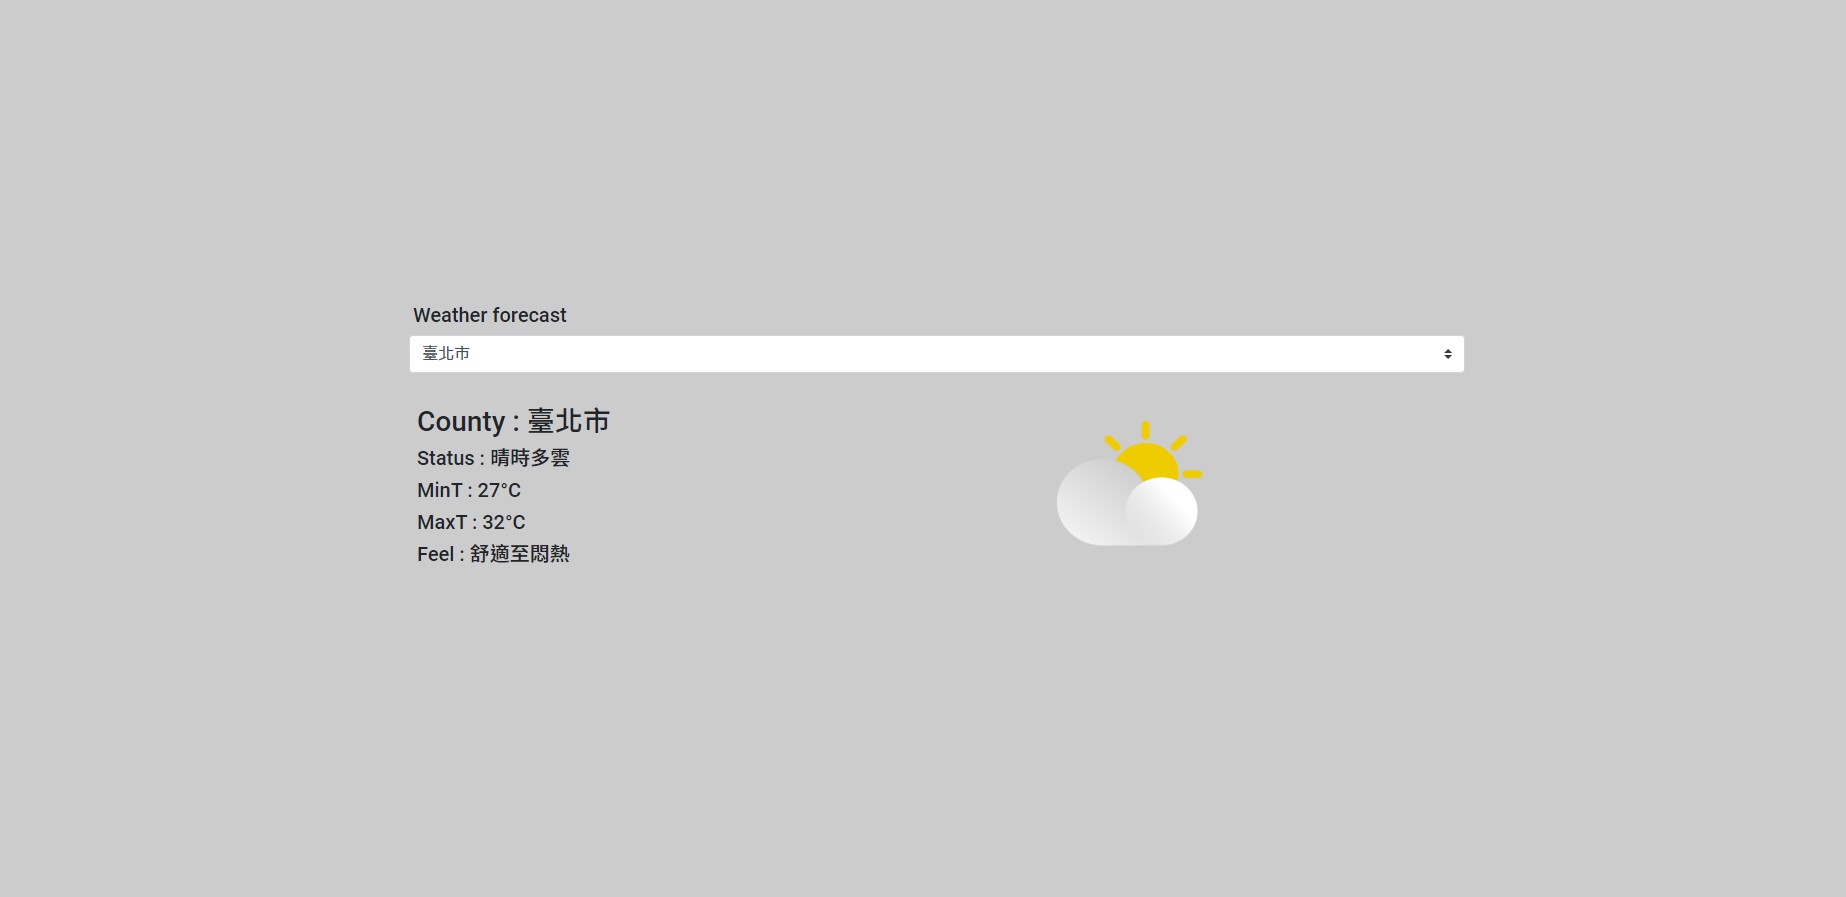 Weather forecast
臺北市
County : 臺北市
Status : 晴時多雲
MinT : 27°C
MaxT : 32°C
Feel : 舒適至悶熱